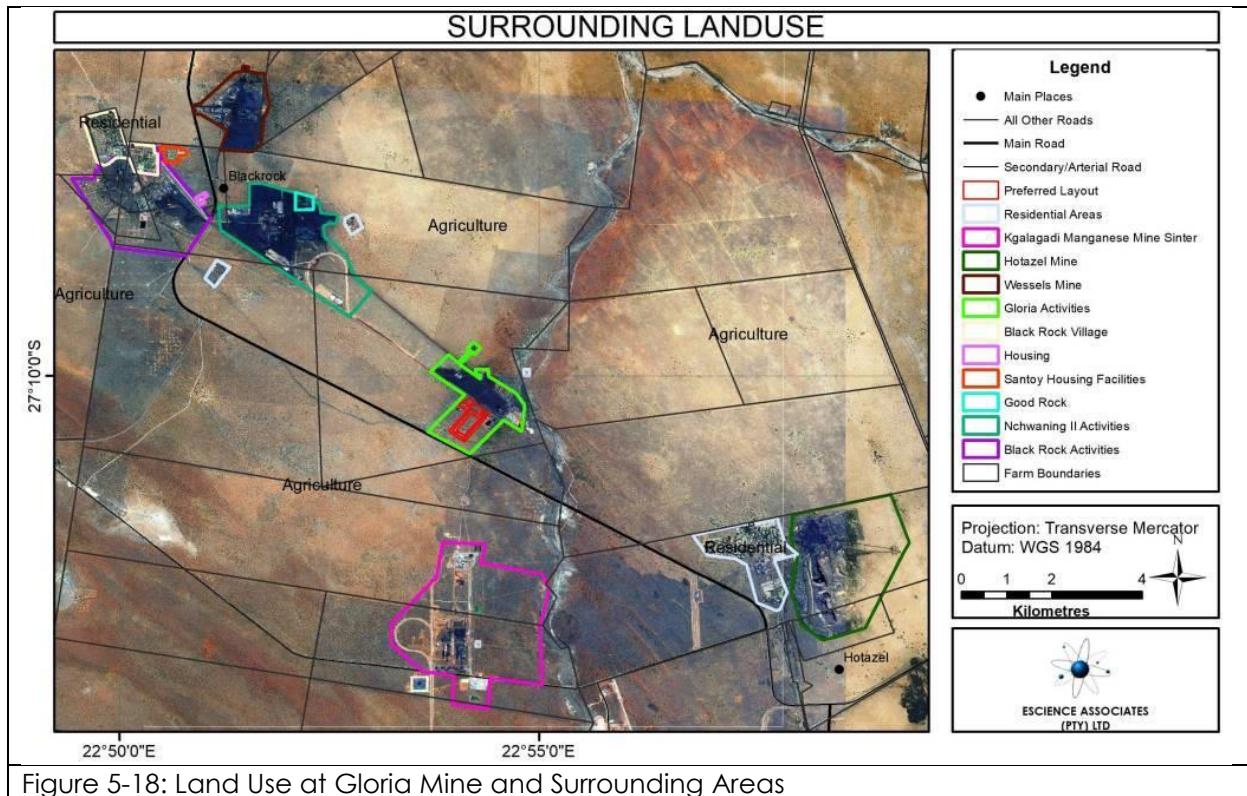 SURROUNDING LANDUSE
Residential
Blackrock
Agriculture
Agriculture
Agriculture
Agriculture
Residential
Hotazel
27°10'0"S
22°50'0"E
22°55'0"E
Legend
Main Places
All Other Roads
Main Road
Secondary/Arterial Road
Preferred Layout
Residential Areas
Kgalagadi Manganese Mine Sinter
Hotazel Mine
Wessels Mine
Gloria Activities
Black Rock Village
Housing
Santoy Housing Facilities
Good Rock
Nchwaning II Activities
Black Rock Activities
Farm Boundaries
Projection: Transverse Mercator
Datum: WGS 1984
N
0 1 2 4
Kilometres
ESCIENCE ASSOCIATES
(PTY) LTD
Figure 5-18: Land Use at Gloria Mine and Surrounding Areas